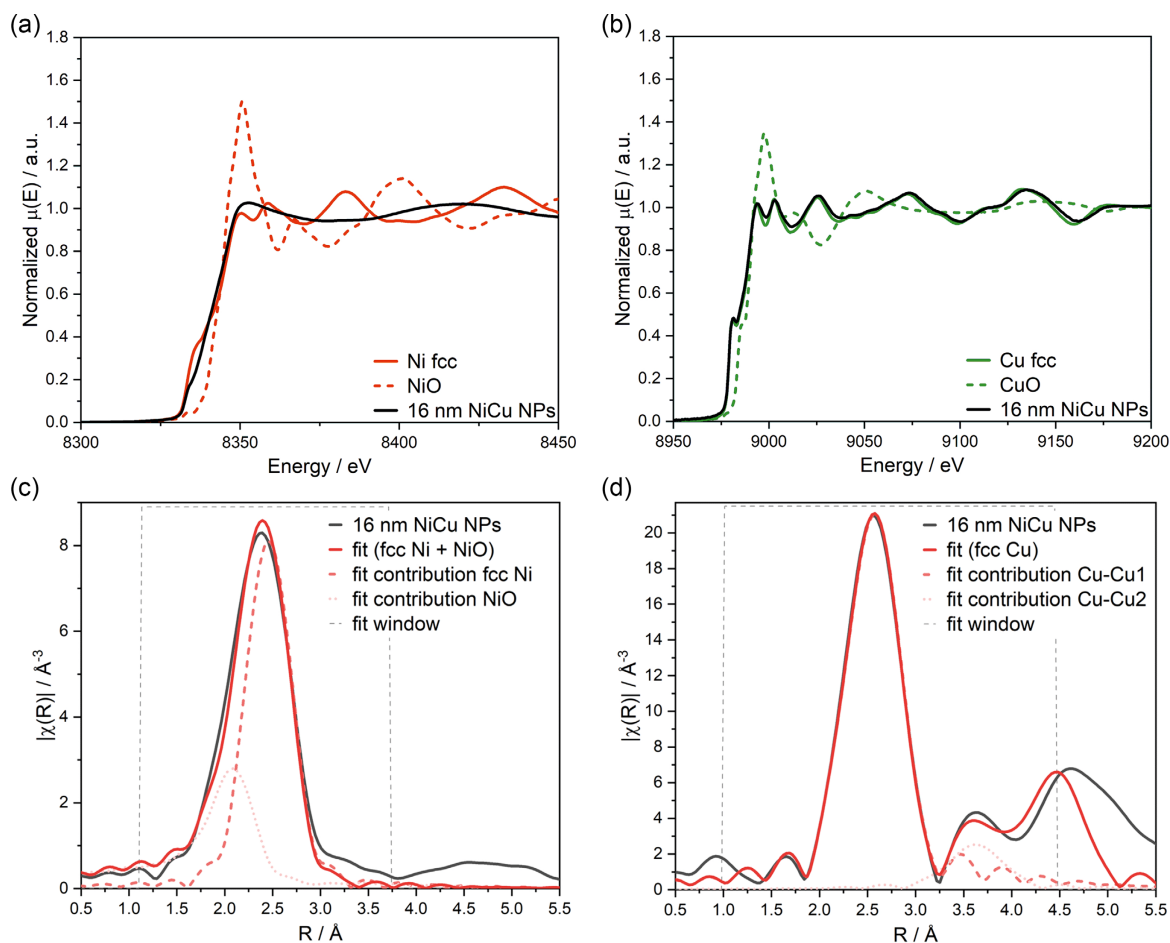 (a)
Normalized μ(E) / a.u.
1.8
1.6
1.4
1.2
1.0
0.8
0.6
0.4
0.2
0.0
8300
8350
8400
8450
Energy / eV
Ni fcc
NiO
16 nm NiCu NPs
(b)
Normalized μ(E) / a.u.
1.8
1.6
1.4
1.2
1.0
0.8
0.6
0.4
0.2
0.0
8950
9000
9050
9100
9150
9200
Energy / eV
Cu fcc
CuO
16 nm NiCu NPs
(c)
|χ(R)| / Å⁻³
8
6
4
2
0
0.5
1.0
1.5
2.0
2.5
3.0
3.5
4.0
4.5
5.0
5.5
R / Å
16 nm NiCu NPs
fit (fcc Ni + NiO)
fit contribution fcc Ni
fit contribution NiO
fit window
(d)
|χ(R)| / Å⁻³
20
18
16
14
12
10
8
6
4
2
0
0.5
1.0
1.5
2.0
2.5
3.0
3.5
4.0
4.5
5.0
5.5
R / Å
16 nm NiCu NPs
fit (fcc Cu)
fit contribution Cu-Cu1
fit contribution Cu-Cu2
fit window